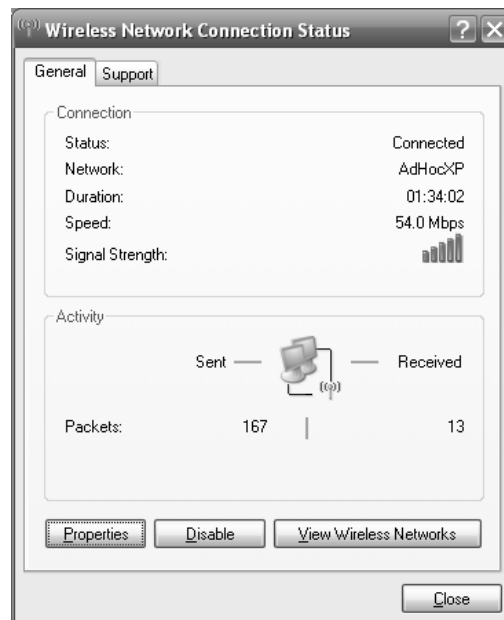 Wireless Network Connection Status
General Support
Connection
Status: Connected
Network: AdHocXP
Duration: 01:34:02
Speed: 54.0 Mbps
Signal Strength:
Activity
Sent Received
Packets: 167 13
Properties Disable View Wireless Networks
Close